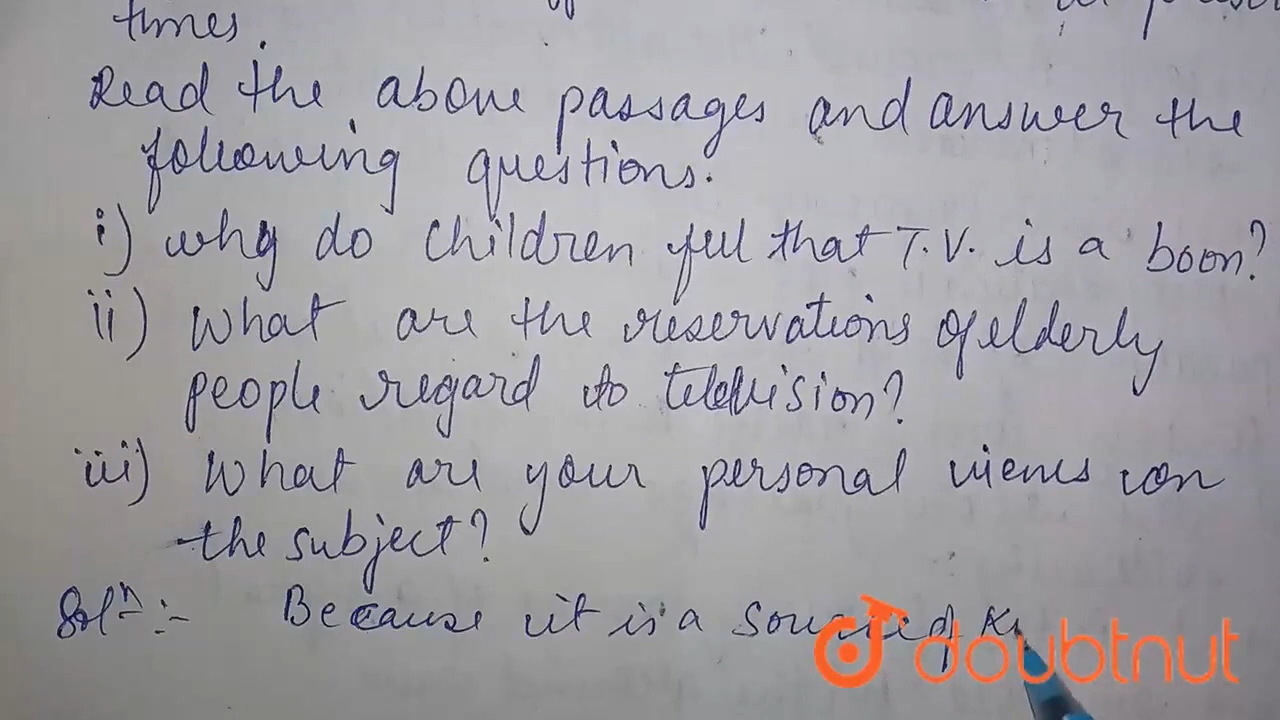 times.
Read the above passages and answer the
following questions.
i) why do children feel that T.V. is a boon?
ii) What are the reservations of elderly
people regard to television?
iii) What are your personal views on
the subject?
Solⁿ :- Because it is a source of
doubtnut